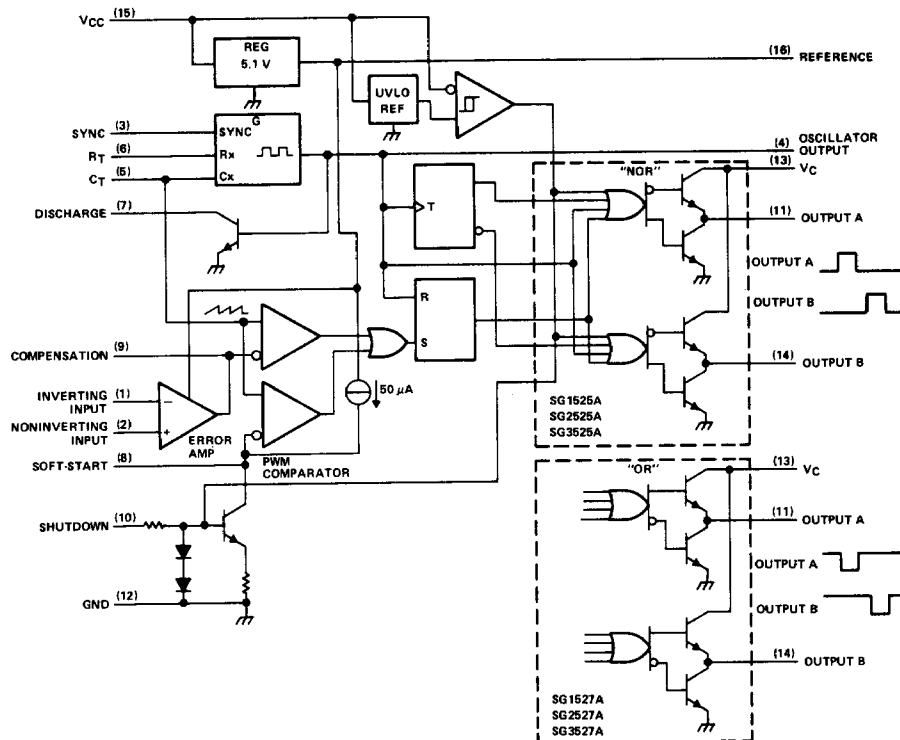 VCC (15)
REG
5.1 V
(16) REFERENCE
UVLO
REF
G
SYNC (3)
SYNC
RT (6)
Rx
CT (5)
Cx
(4) OSCILLATOR
OUTPUT
(13) VC
"NOR"
DISCHARGE (7)
T
(11) OUTPUT A
OUTPUT A
OUTPUT B
R
S
COMPENSATION (9)
50 μA
(14) OUTPUT B
INVERTING (1)
INPUT
−
NONINVERTING (2)
INPUT
+
ERROR
AMP
SG1525A
SG2525A
SG3525A
SOFT-START (8)
PWM
COMPARATOR
"OR"
(13) VC
SHUTDOWN (10)
(11) OUTPUT A
OUTPUT A
OUTPUT B
GND (12)
(14) OUTPUT B
SG1527A
SG2527A
SG3527A